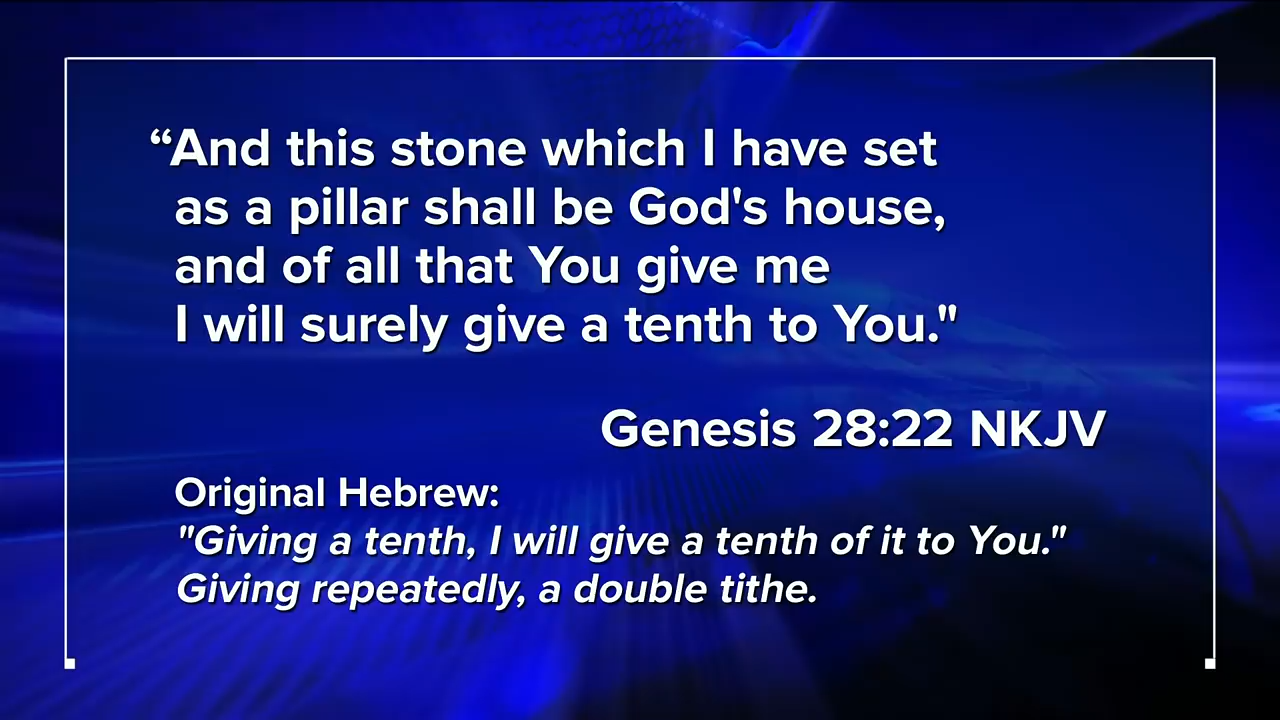 “And this stone which I have set
as a pillar shall be God's house,
and of all that You give me
I will surely give a tenth to You."
Genesis 28:22 NKJV
Original Hebrew:
"Giving a tenth, I will give a tenth of it to You."
Giving repeatedly, a double tithe.